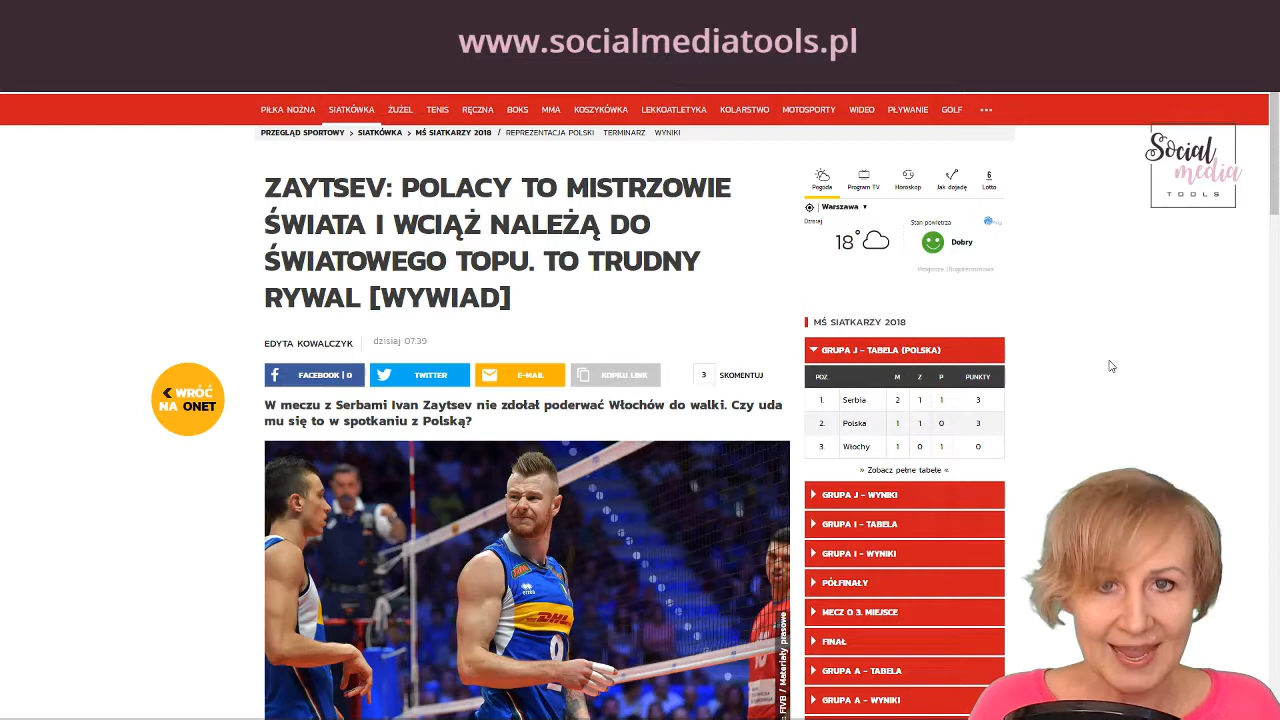 www.socialmediatools.pl
PIŁKA NOŻNA SIATKÓWKA ŻUŻEL TENIS RĘCZNA BOKS MMA KOSZYKÓWKA LEKKOATLETYKA KOLARSTWO MOTOSPORTY WIDEO PŁYWANIE GOLF •••
PRZEGLĄD SPORTOWY > SIATKÓWKA > MŚ SIATKARZY 2018 / REPREZENTACJA POLSKI TERMINARZ WYNIKI
Social
media
TOOLS
ZAYTSEV: POLACY TO MISTRZOWIE
ŚWIATA I WCIĄŻ NALEŻĄ DO
ŚWIATOWEGO TOPU. TO TRUDNY
RYWAL [WYWIAD]
EDYTA KOWALCZYK dzisiaj 07:39
FACEBOOK | 0 TWITTER E-MAIL KOPIUJ LINK 3 SKOMENTUJ
WRÓĆ
NA ONET
W meczu z Serbami Ivan Zaytsev nie zdołał poderwać Włochów do walki. Czy uda
mu się to w spotkaniu z Polską?
DHL
FIVB / Materiały prasowe
Pogoda Program TV Horoskop Jak dojadę Lotto
Warszawa
Dzisiaj
Stan powietrza
18°
Dobry
Prognoza długoterminowa
MŚ SIATKARZY 2018
GRUPA J - TABELA (POLSKA)
POZ M Z P PUNKTY
1. Serbia 2 1 1 3
2. Polska 1 1 0 3
3. Włochy 1 0 1 0
» Zobacz pełne tabele «
GRUPA J - WYNIKI
GRUPA I - TABELA
GRUPA I - WYNIKI
PÓŁFINAŁY
MECZ O 3. MIEJSCE
FINAŁ
GRUPA A - TABELA
GRUPA A - WYNIKI